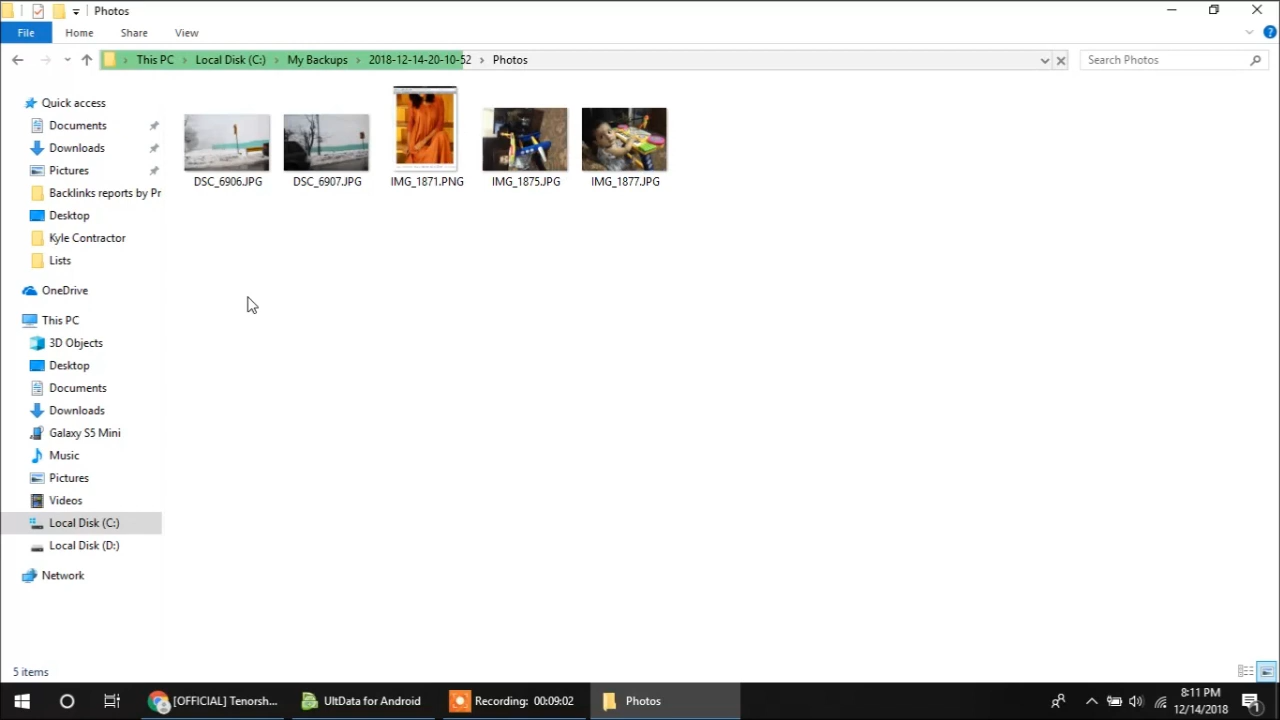 Photos
File
Home
Share
View
This PC
Local Disk (C:)
My Backups
2018-12-14-20-10-52
Photos
Search Photos
Quick access
Documents
Downloads
Pictures
Backlinks reports by Pr
Desktop
Kyle Contractor
Lists
OneDrive
This PC
3D Objects
Desktop
Documents
Downloads
Galaxy S5 Mini
Music
Pictures
Videos
Local Disk (C:)
Local Disk (D:)
Network
DSC_6906.JPG
DSC_6907.JPG
IMG_1871.PNG
IMG_1875.JPG
IMG_1877.JPG
5 items
[OFFICIAL] Tenorsh...
UltData for Android
Recording: 00:09:02
Photos
8:11 PM
12/14/2018
1